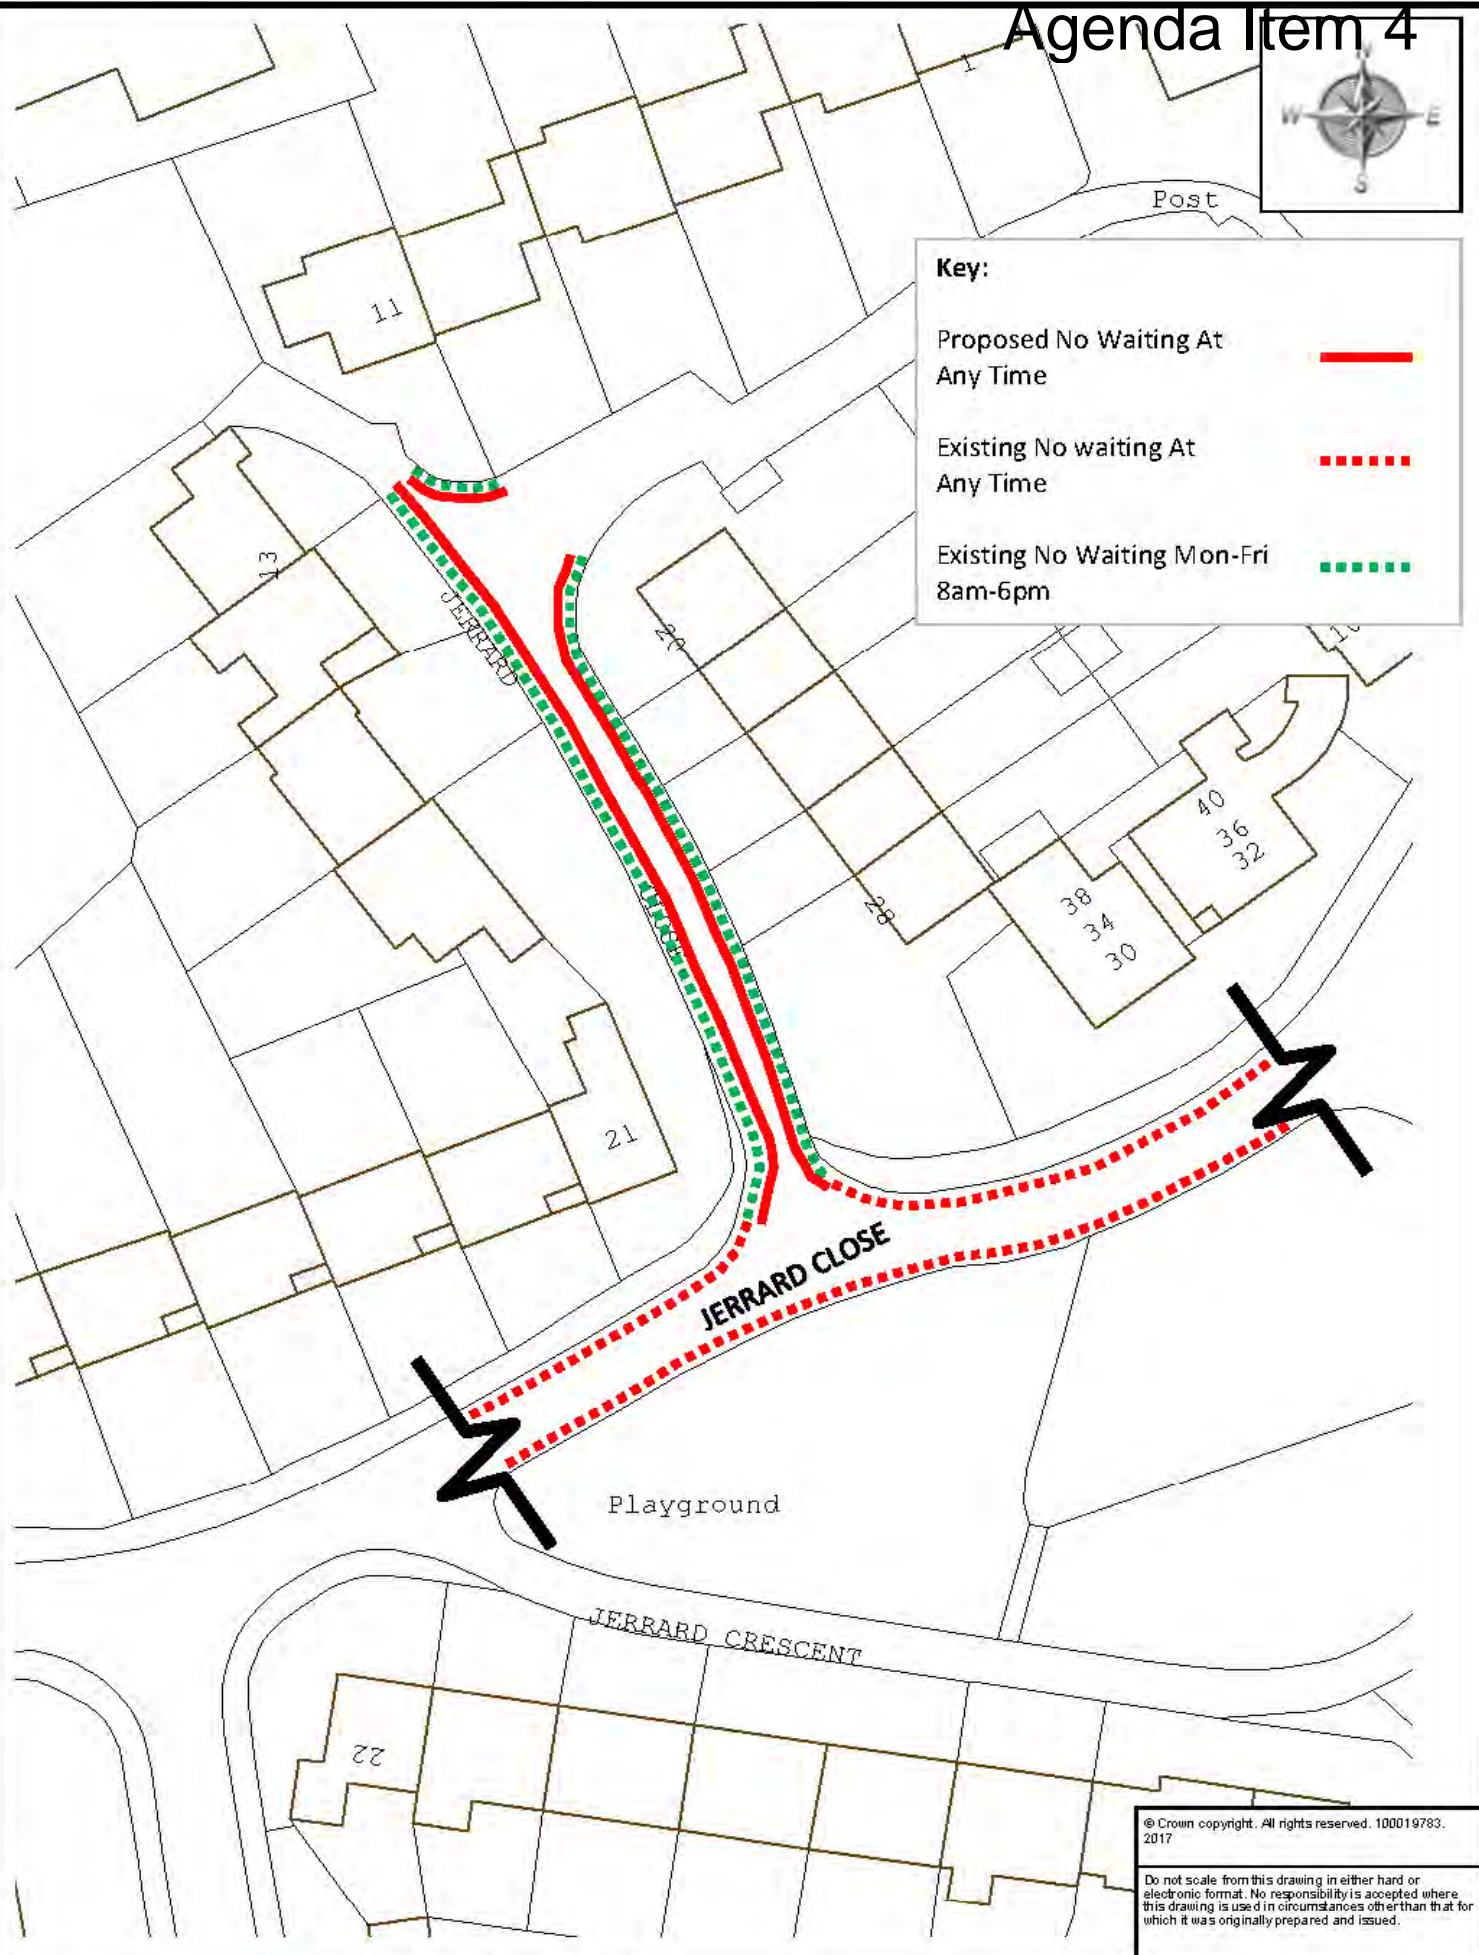 Agenda Item 4
N
W E
S
1
Post
Key:
Proposed No Waiting At
Any Time
Existing No waiting At
Any Time
Existing No Waiting Mon-Fri
8am-6pm
11
13
JERRARD
20
10
40
36
32
38
34
30
28
21
JERRARD CLOSE
Playground
JERRARD CRESCENT
22
© Crown copyright. All rights reserved. 100019783.
2017
Do not scale from this drawing in either hard or
electronic format. No responsibility is accepted where
this drawing is used in circumstances other than that for
which it was originally prepared and issued.